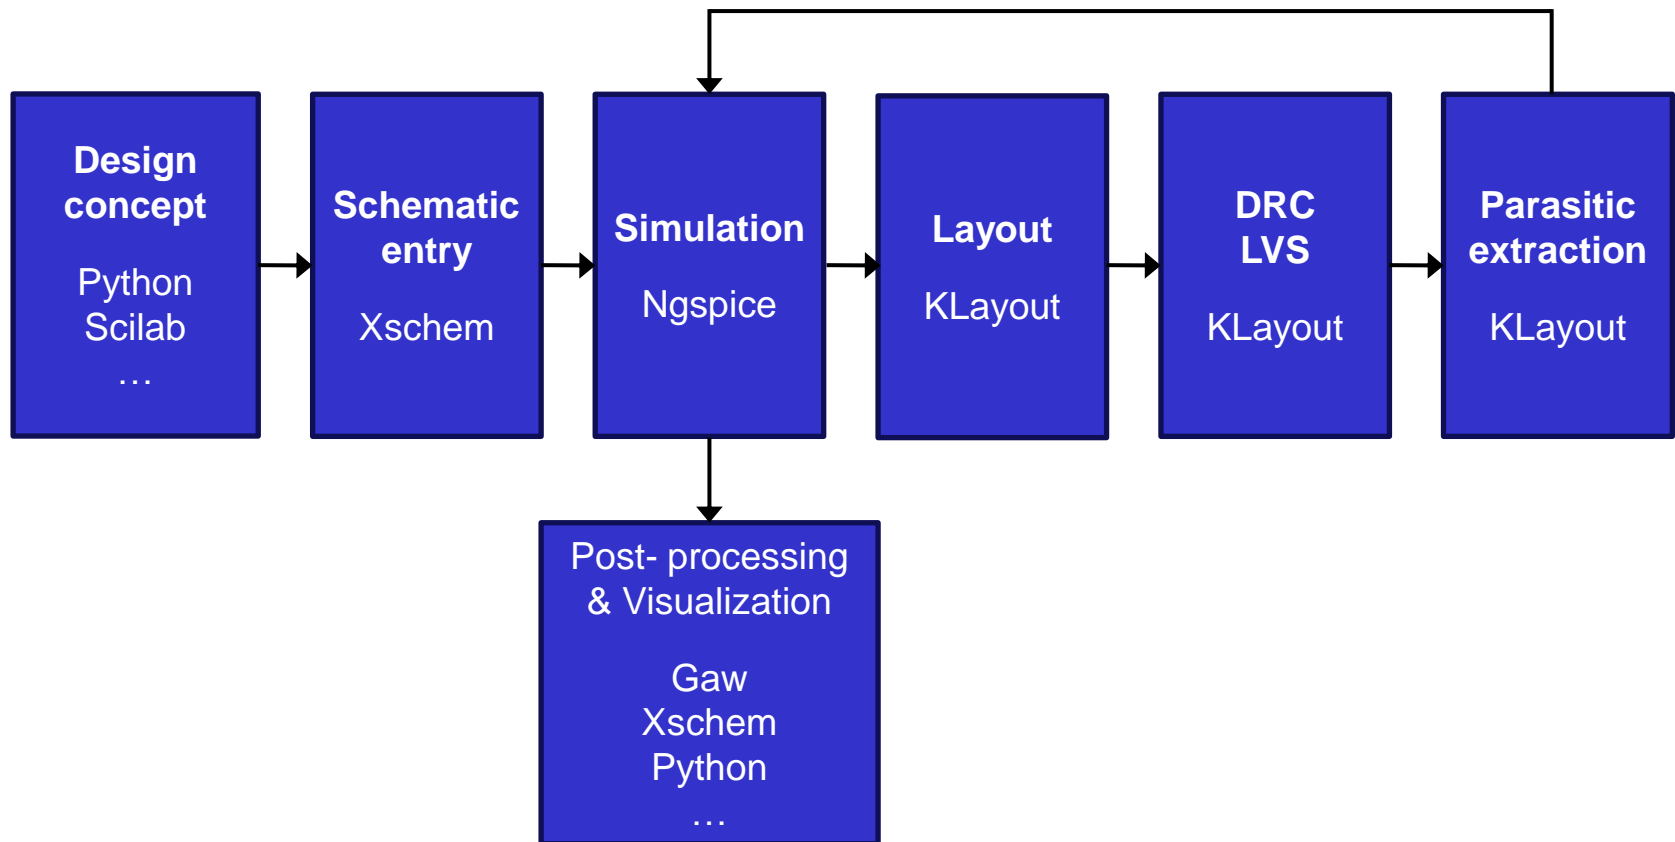 Design
concept
Python
Scilab
…
Schematic
entry
Xschem
Simulation
Ngspice
Layout
KLayout
DRC
LVS
KLayout
Parasitic
extraction
KLayout
Post- processing
& Visualization
Gaw
Xschem
Python
…